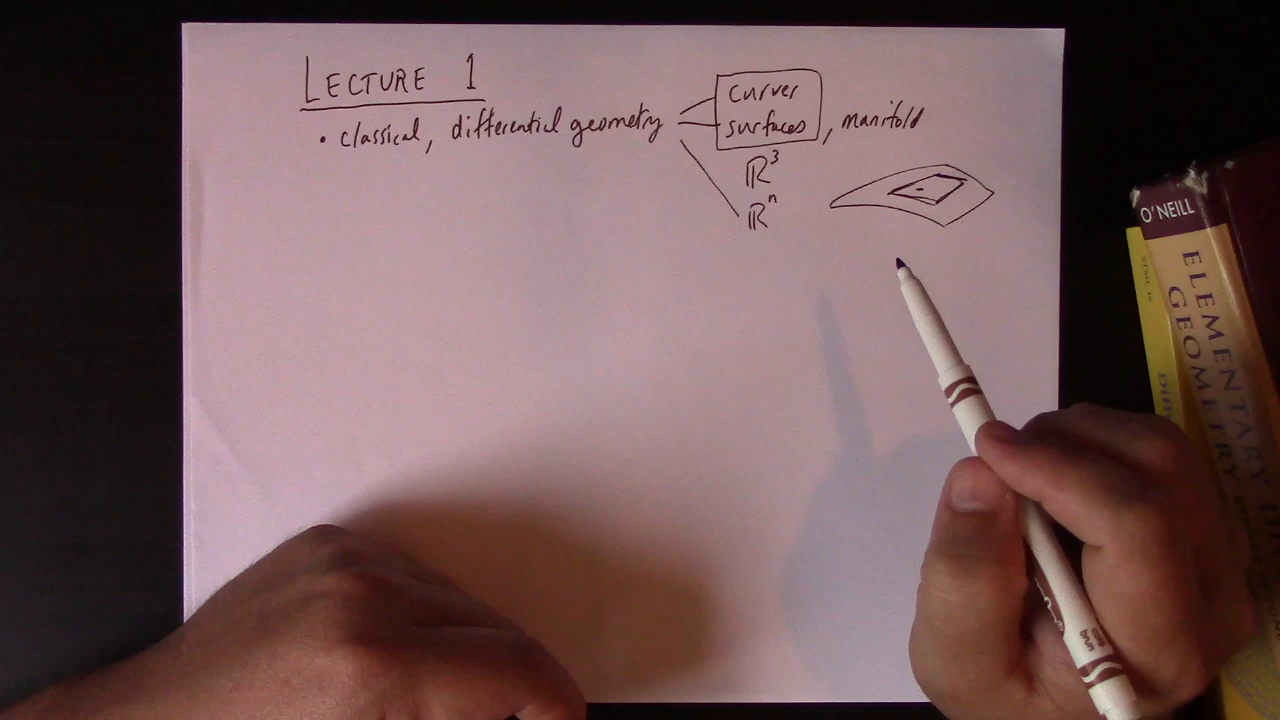 LECTURE 1
• classical, differential geometry
curves
surfaces, manifold
ℝ³
ℝⁿ
O'NEILL
ELEMENTARY
GEOMETRY